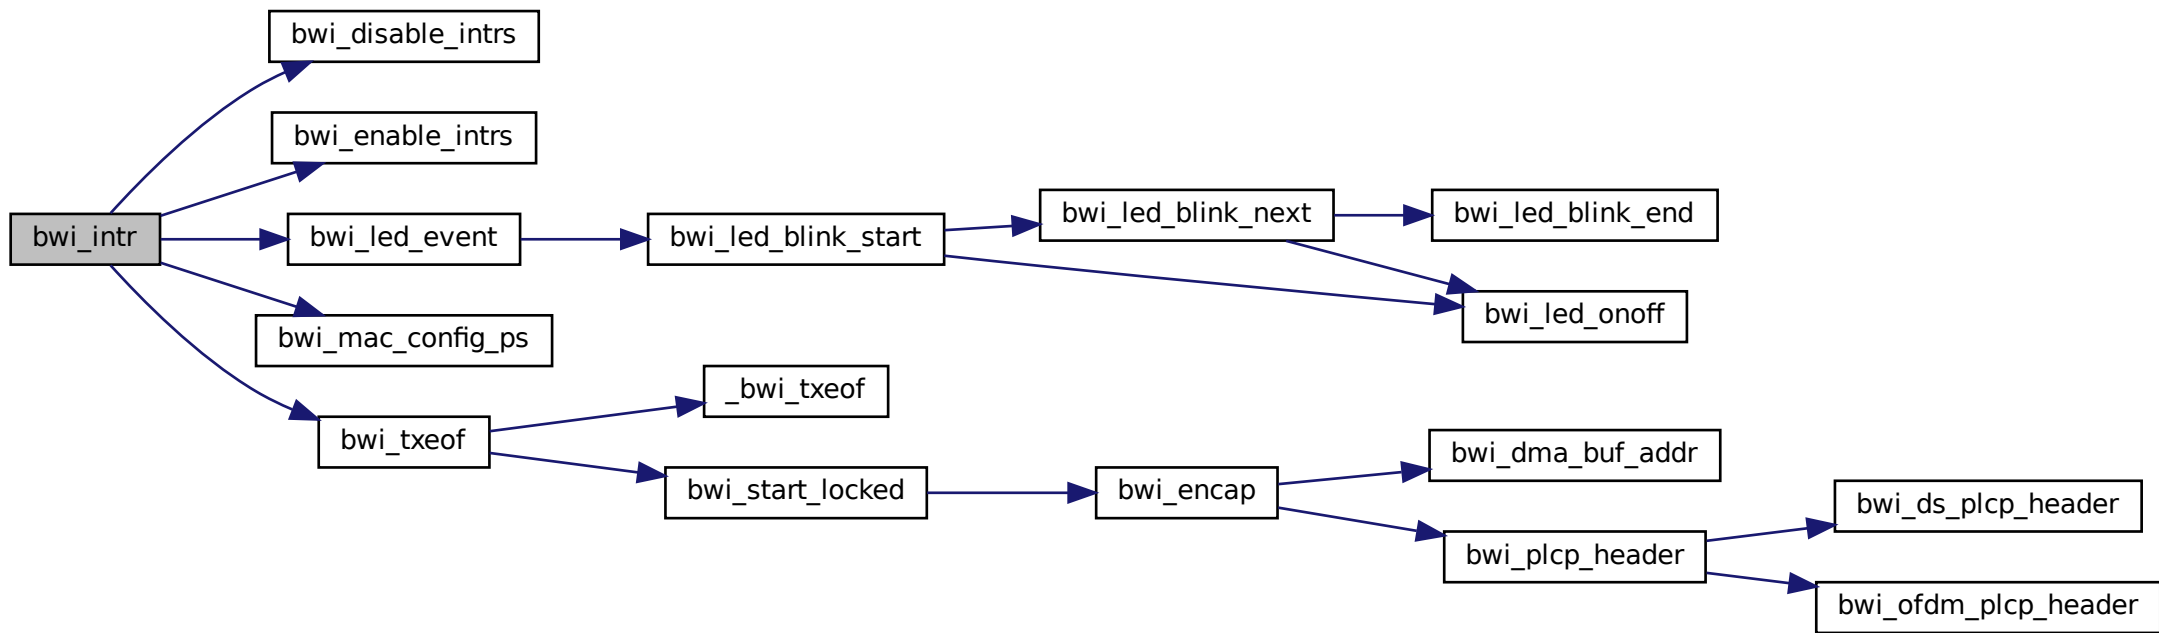 bwi_disable_intrs
bwi_enable_intrs
bwi_led_blink_next
bwi_led_blink_end
bwi_intr
bwi_led_event
bwi_led_blink_start
bwi_led_onoff
bwi_mac_config_ps
_bwi_txeof
bwi_txeof
bwi_dma_buf_addr
bwi_start_locked
bwi_encap
bwi_ds_plcp_header
bwi_plcp_header
bwi_ofdm_plcp_header